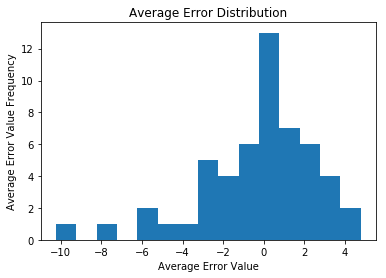 Average Error Distribution
12
10
8
6
4
2
0
Average Error Value Frequency
−10 −8 −6 −4 −2 0 2 4
Average Error Value